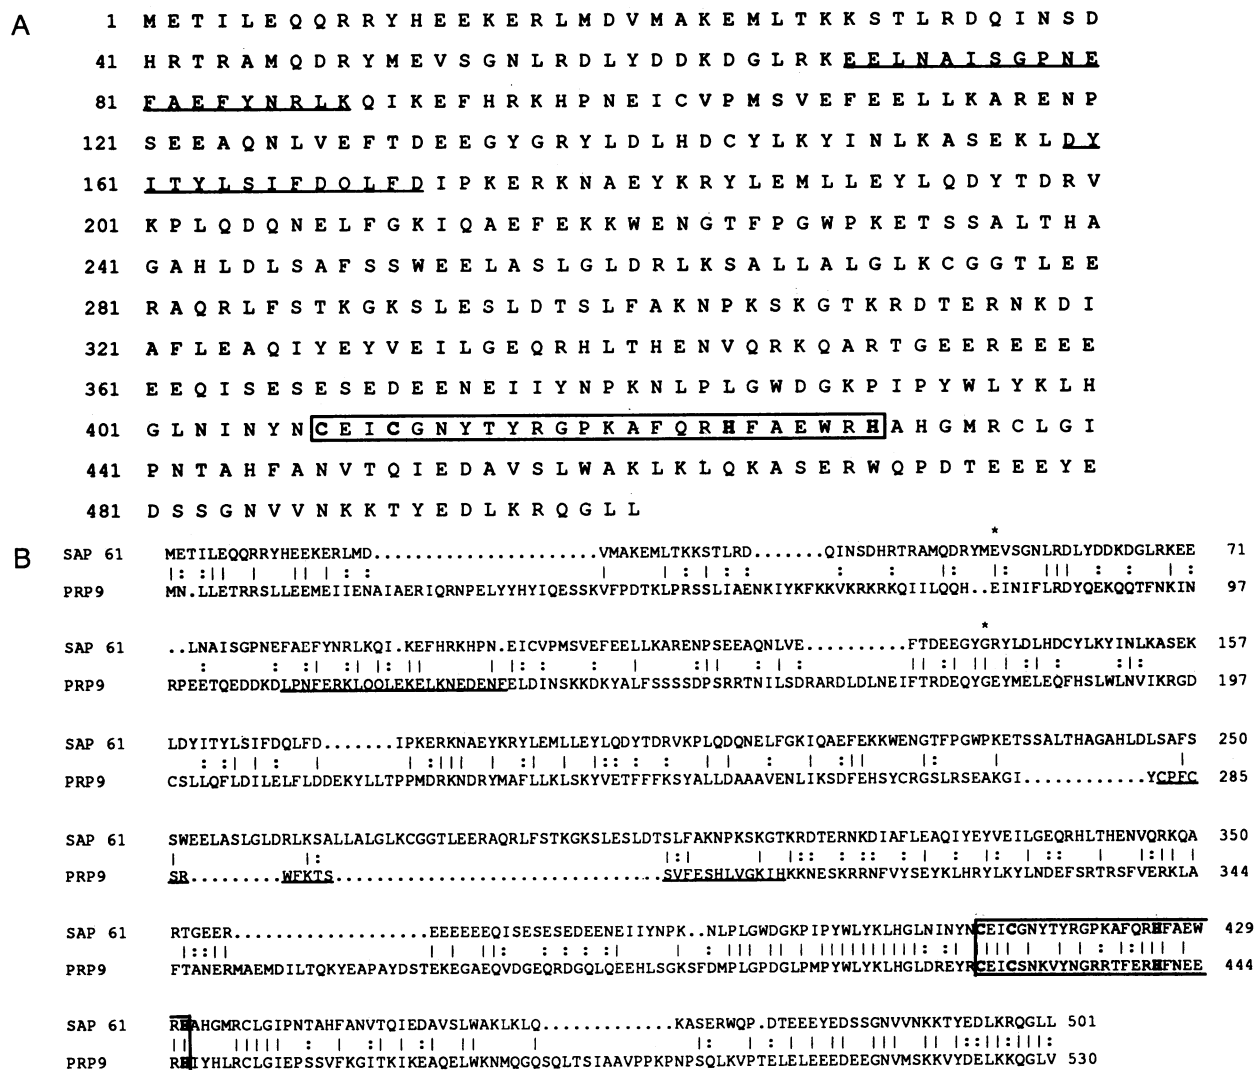 A
1 M E T I L E Q Q R R Y H E E K E R L M D V M A K E M L T K K S T L R D Q I N S D
41 H R T R A M Q D R Y M E V S G N L R D L Y D D K D G L R K E E L N A I S G P N E
81 F A E F Y N R L K Q I K E F H R K H P N E I C V P M S V E F E E L L K A R E N P
121 S E E A Q N L V E F T D E E G Y G R Y L D L H D C Y L K Y I N L K A S E K L D Y
161 I T Y L S I F D Q L F D I P K E R K N A E Y K R Y L E M L L E Y L Q D Y T D R V
201 K P L Q D Q N E L F G K I Q A E F E K K W E N G T F P G W P K E T S S A L T H A
241 G A H L D L S A F S S W E E L A S L G L D R L K S A L L A L G L K C G G T L E E
281 R A Q R L F S T K G K S L E S L D T S L F A K N P K S K G T K R D T E R N K D I
321 A F L E A Q I Y E Y V E I L G E Q R H L T H E N V Q R K Q A R T G E E R E E E E
361 E E Q I S E S E S E D E E N E I I Y N P K N L P L G W D G K P I P Y W L Y K L H
401 G L N I N Y N C E I C G N Y T Y R G P K A F Q R H F A E W R H A H G M R C L G I
441 P N T A H F A N V T Q I E D A V S L W A K L K L Q K A S E R W Q P D T E E E Y E
481 D S S G N V V N K K T Y E D L K R Q G L L
B
*
SAP 61 METILEQQRRYHEEKERLMD......................VMAKEMLTKKSTLRD.......QINSDHRTRAMQDRYMEVSGNLRDLYDDKDGLRKEE 71
PRP9 MN.LLETRRSLLEEMEIIENAIAERIQRNPELYYHYIQESSKVFPDTKLPRSSLIAENKIYKFKKVKRKRKQIILQQH..EINIFLRDYQEKQQTFNKIN 97
*
SAP 61 ..LNAISGPNEFAEFYNRLKQI.KEFHRKHPN.EICVPMSVEFEELLKARENPSEEAQNLVE..........FTDEEGYGRYLDLHDCYLKYINLKASEK 157
PRP9 RPEETQEDDKDLPNFERKLQQLEKELKNEDENFELDINSKKDKYALFSSSSDPSRRTNILSDRARDLDLNEIFTRDEQYGEYMELEQFHSLWLNVIKRGD 197
SAP 61 LDYITYLSIFDQLFD.......IPKERKNAEYKRYLEMLLEYLQDYTDRVKPLQDQNELFGKIQAEFEKKWENGTFPGWPKETSSALTHAGAHLDLSAFS 250
PRP9 CSLLQFLDILELFLDDEKYLLTPPMDRKNDRYMAFLLKLSKYVETFFFKSYALLDAAAVENLIKSDFEHSYCRGSLRSEAKGI............YCPFC 285
SAP 61 SWEELASLGLDRLKSALLALGLKCGGTLEERAQRLFSTKGKSLESLDTSLFAKNPKSKGTKRDTERNKDIAFLEAQIYEYVEILGEQRHLTHENVQRKQA 350
PRP9 SR.........WFKTS................................SVFESHLVGKIHKKNESKRRNFVYSEYKLHRYLKYLNDEFSRTRSFVERKLA 344
SAP 61 RTGEER...................EEEEEEQISESESEDEENEIIYNPK..NLPLGWDGKPIPYWLYKLHGLNINYNCEICGNYTYRGPKAFQRHFAEW 429
PRP9 FTANERMAEMDILTQKYEAPAYDSTEKEGAEQVDGEQRDGQLQEEHLSGKSFDMPLGPDGLPMPYWLYKLHGLDREYRCEICSNKVYNGRRTFERHFNEE 444
SAP 61 RHAHGMRCLGIPNTAHFANVTQIEDAVSLWAKLKLQ.............KASERWQP.DTEEEYEDSSGNVVNKKTYEDLKRQGLL 501
PRP9 RHIYHLRCLGIEPSSVFKGITKIKEAQELWKNMQGQSQLTSIAAVPPKPNPSQLKVPTELELEEEDEEGNVMSKKVYDELKKQGLV 530